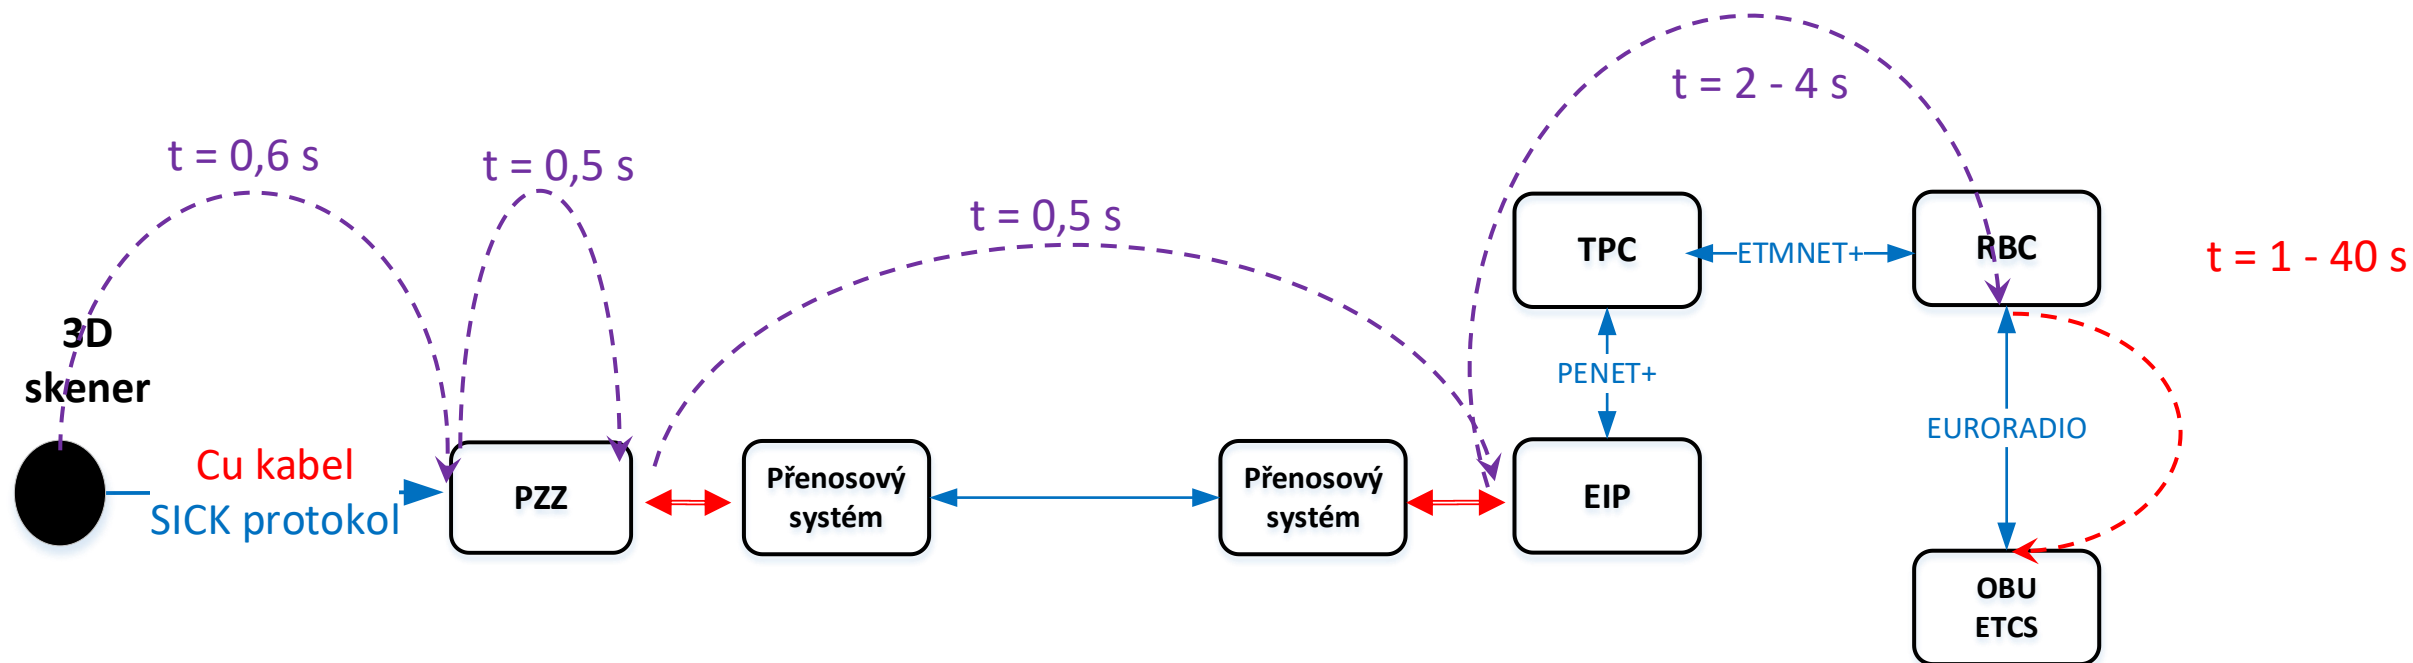 t = 2 - 4 s
t = 0,6 s
t = 0,5 s
t = 0,5 s
TPC
ETMNET+
RBC
t = 1 - 40 s
3D
skener
PENET+
EURORADIO
Cu kabel
SICK protokol
PZZ
Přenosový
systém
Přenosový
systém
EIP
OBU
ETCS